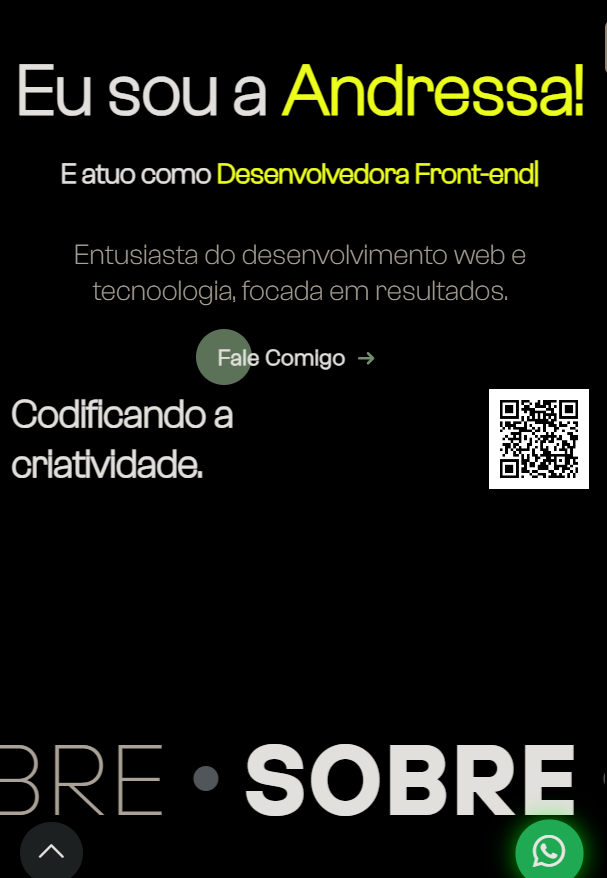 Eu sou a Andressa!
E atuo como Desenvolvedora Front-end|
Entusiasta do desenvolvimento web e
tecnoologia, focada em resultados.
Fale Comigo →
Codificando a
criatividade.
BRE • SOBRE